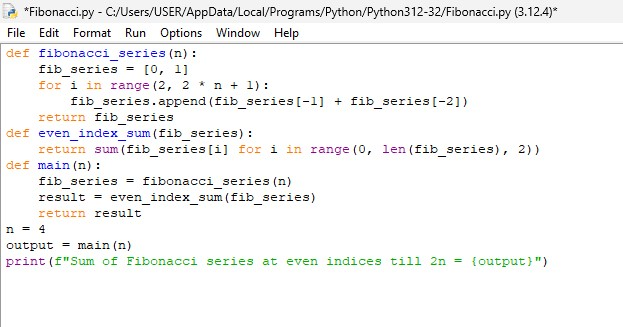 *Fibonacci.py - C:/Users/USER/AppData/Local/Programs/Python/Python312-32/Fibonacci.py (3.12.4)*
File Edit Format Run Options Window Help
def fibonacci_series(n):
    fib_series = [0, 1]
    for i in range(2, 2 * n + 1):
        fib_series.append(fib_series[-1] + fib_series[-2])
    return fib_series
def even_index_sum(fib_series):
    return sum(fib_series[i] for i in range(0, len(fib_series), 2))
def main(n):
    fib_series = fibonacci_series(n)
    result = even_index_sum(fib_series)
    return result
n = 4
output = main(n)
print(f"Sum of Fibonacci series at even indices till 2n = {output}")